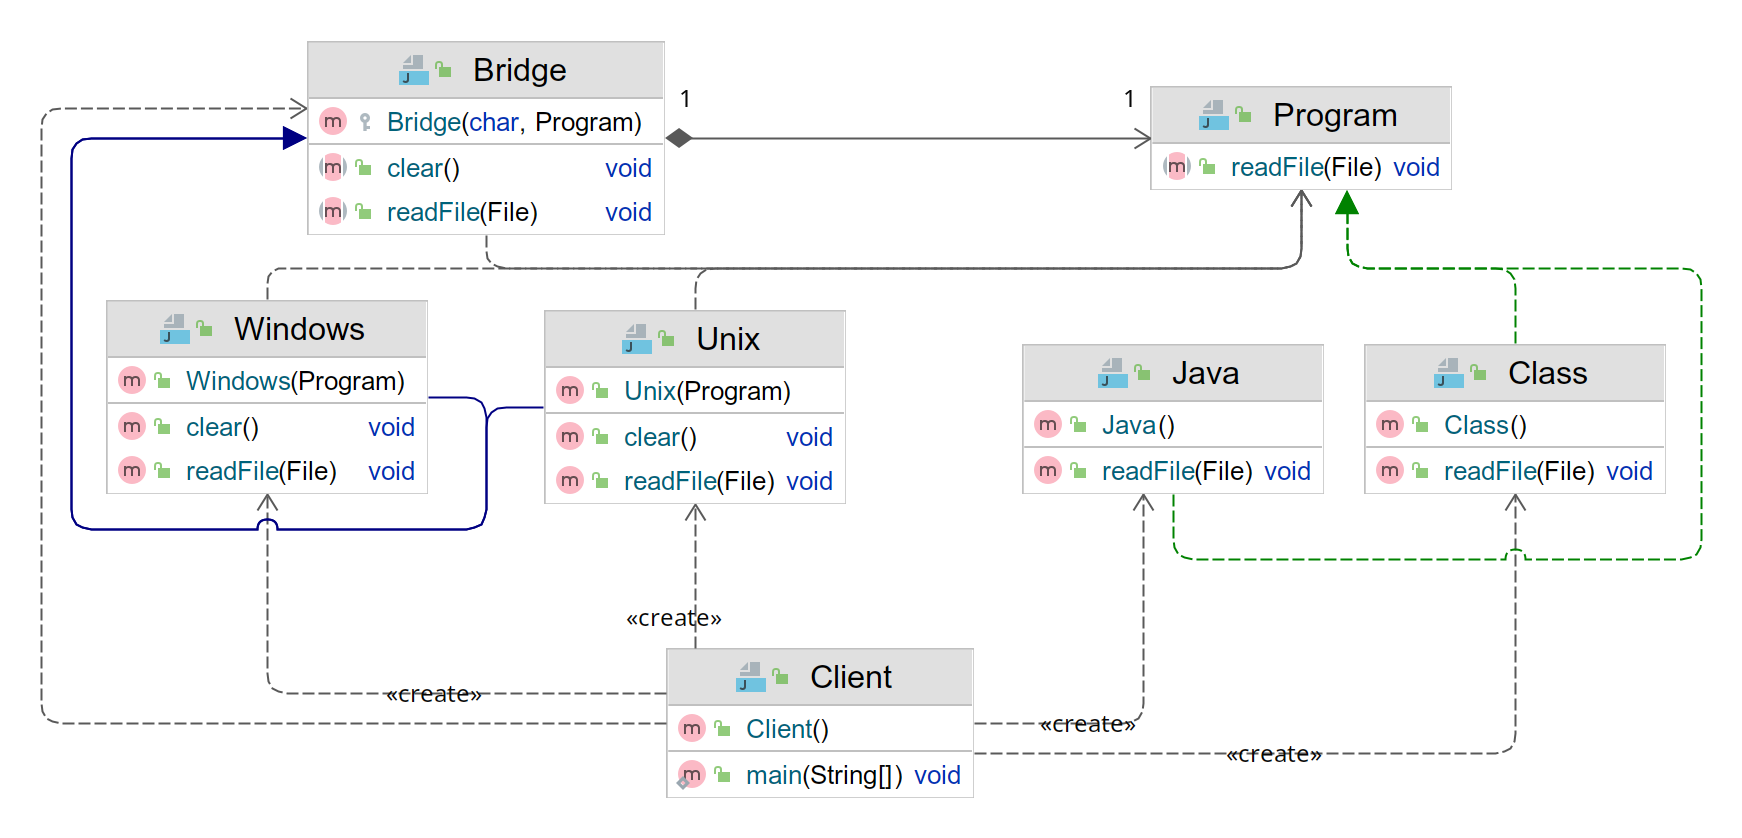 Bridge
Bridge(char, Program)
clear() void
readFile(File) void
1
1
Program
readFile(File) void
Windows
Windows(Program)
clear() void
readFile(File) void
Unix
Unix(Program)
clear() void
readFile(File) void
Java
Java()
readFile(File) void
Class
Class()
readFile(File) void
«create»
«create»
«create»
«create»
Client
Client()
main(String[]) void